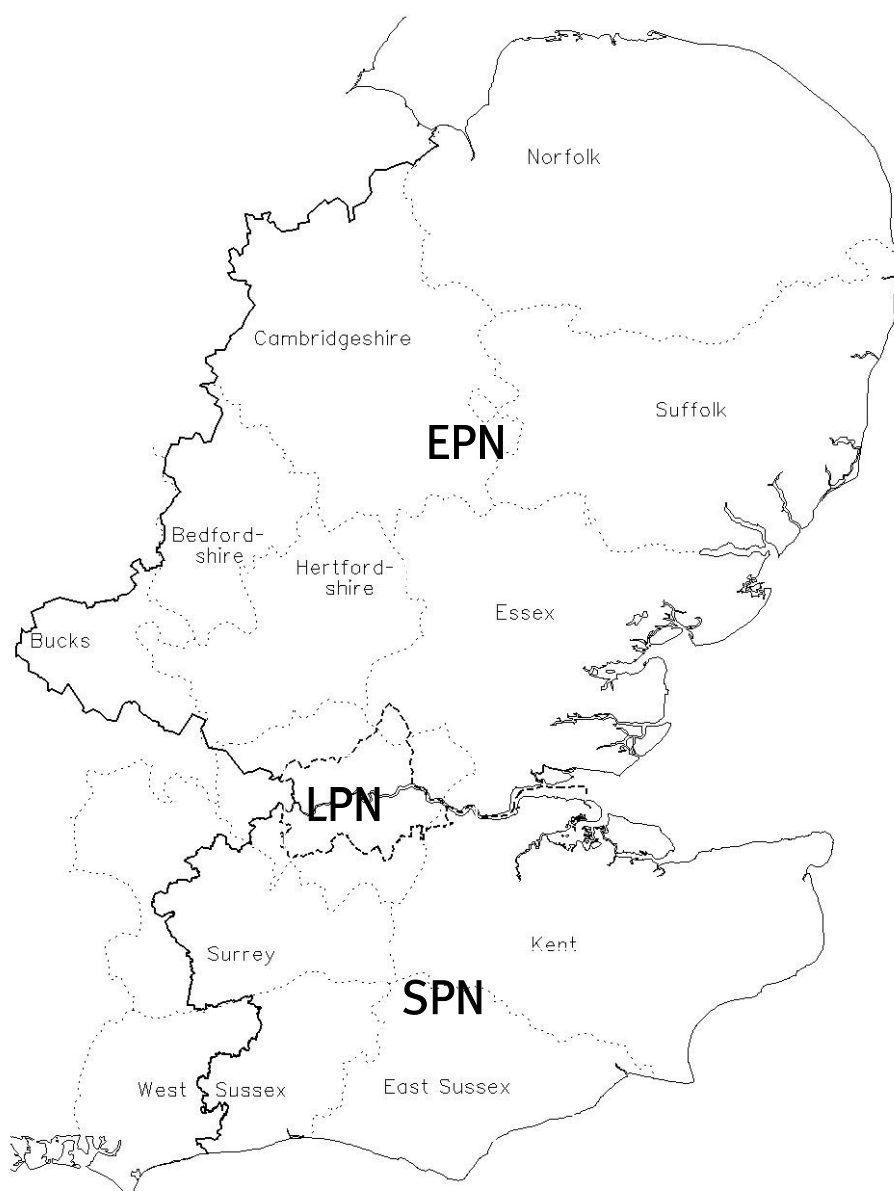 Norfolk
Cambridgeshire
Suffolk
EPN
Bedford-
shire
Hertford-
shire
Essex
Bucks
LPN
Surrey
Kent
SPN
West Sussex
East Sussex